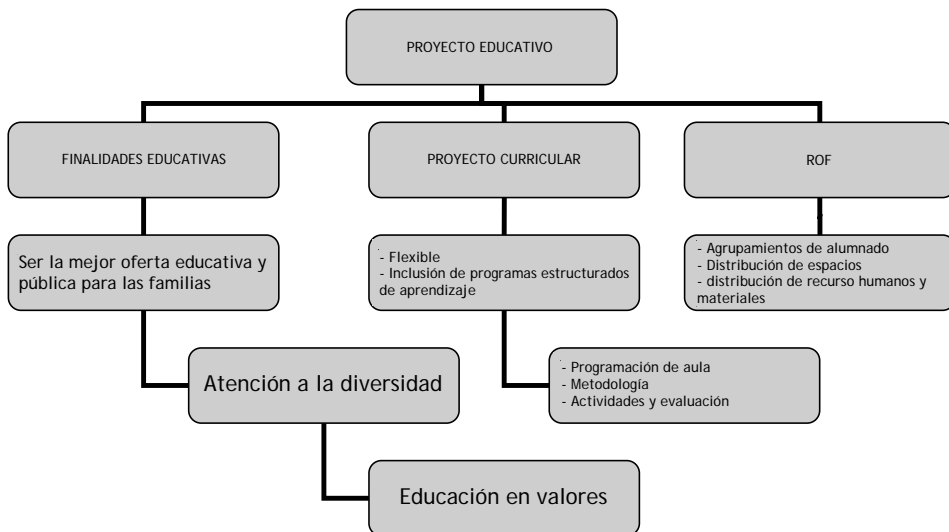 PROYECTO EDUCATIVO
FINALIDADES EDUCATIVAS
PROYECTO CURRICULAR
ROF
Ser la mejor oferta educativa y
pública para las familias
- Flexible
- Inclusión de programas estructurados
de aprendizaje
- Agrupamientos de alumnado
- Distribución de espacios
- distribución de recurso humanos y
materiales
Atención a la diversidad
- Programación de aula
- Metodología
- Actividades y evaluación
Educación en valores